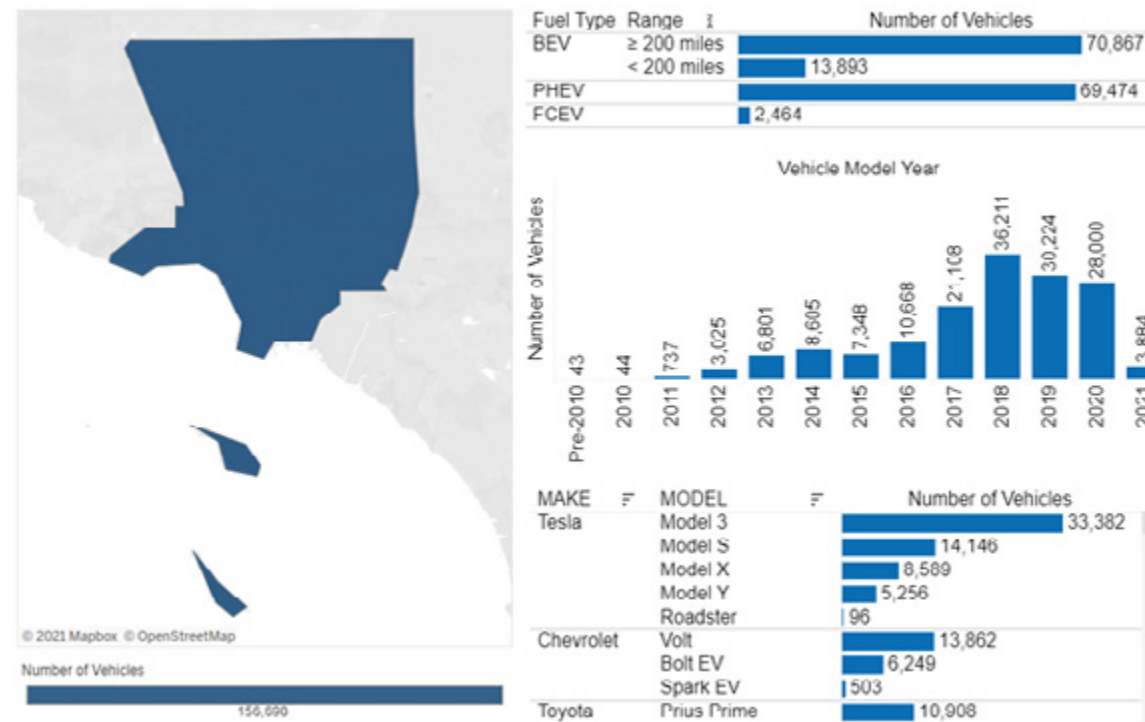 Fuel Type Range Number of Vehicles
BEV ≥ 200 miles 70,867
< 200 miles 13,893
PHEV 69,474
FCEV 2,464
Vehicle Model Year
Number of Vehicles
43 44 737 3,025 6,801 8,605 7,348 10,668 21,108 36,211 30,224 28,000 3,884
Pre-2010 2010 2011 2012 2013 2014 2015 2016 2017 2018 2019 2020 2021
MAKE MODEL Number of Vehicles
Tesla Model 3 33,382
Model S 14,146
Model X 8,589
Model Y 5,256
Roadster 96
Chevrolet Volt 13,862
Bolt EV 6,249
Spark EV 503
Toyota Prius Prime 10,908
© 2021 Mapbox © OpenStreetMap
Number of Vehicles
156,698